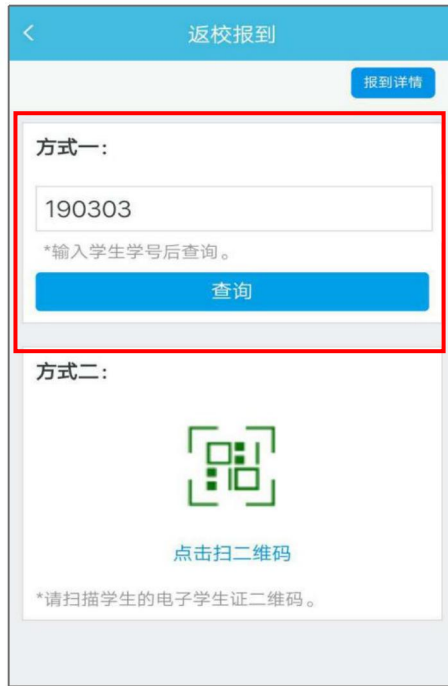 返校报到
报到详情
方式一:
190303
*输入学生学号后查询。
查询
方式二:
点击扫二维码
*请扫描学生的电子学生证二维码。